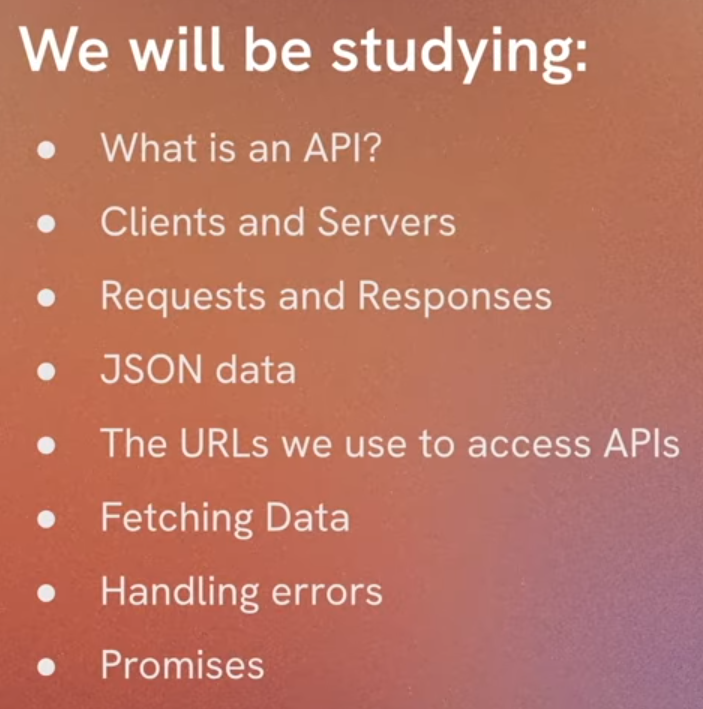 We will be studying:
● What is an API?
● Clients and Servers
● Requests and Responses
● JSON data
● The URLs we use to access APIs
● Fetching Data
● Handling errors
● Promises